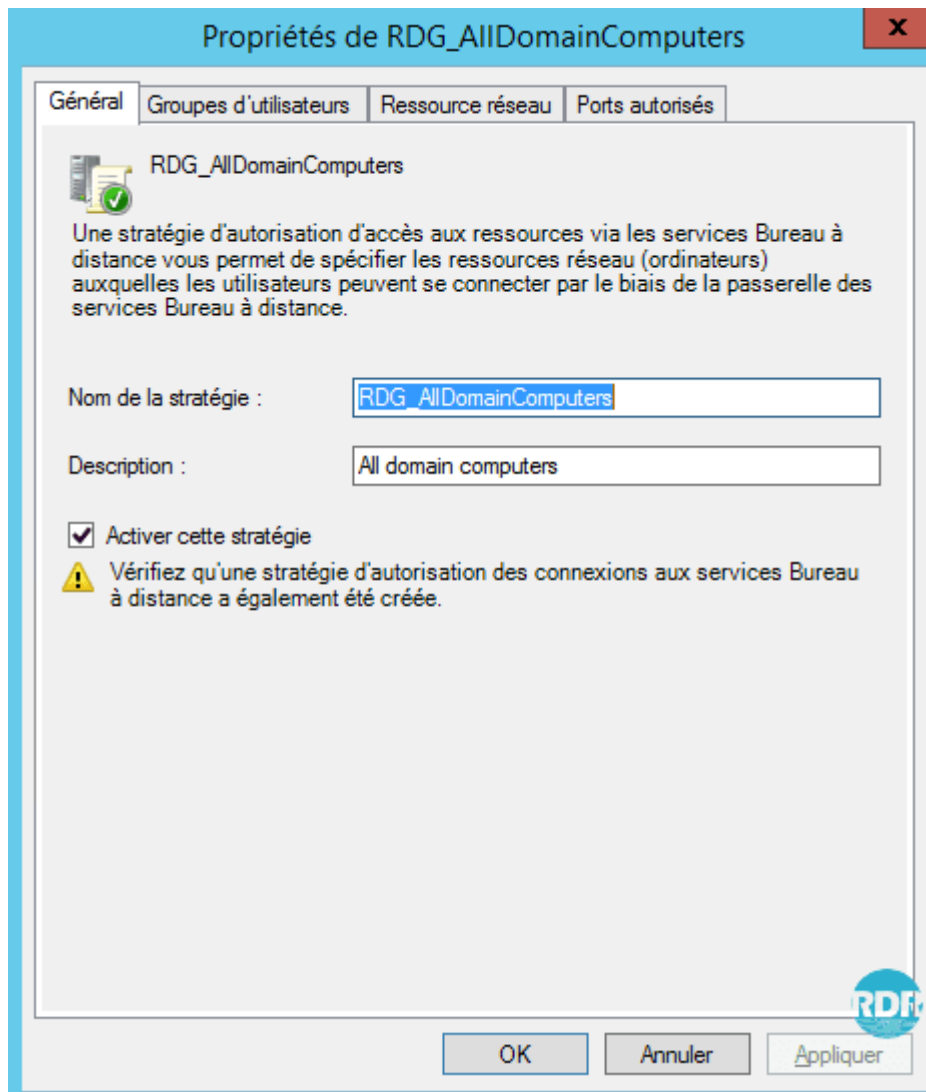 Propriétés de RDG_AllDomainComputers
x
Général
Groupes d'utilisateurs
Ressource réseau
Ports autorisés
RDG_AllDomainComputers
Une stratégie d'autorisation d'accès aux ressources via les services Bureau à
distance vous permet de spécifier les ressources réseau (ordinateurs)
auxquelles les utilisateurs peuvent se connecter par le biais de la passerelle des
services Bureau à distance.
Nom de la stratégie :
RDG_AllDomainComputers
Description :
All domain computers
Activer cette stratégie
Vérifiez qu'une stratégie d'autorisation des connexions aux services Bureau
à distance a également été créée.
RDR
OK
Annuler
Appliquer